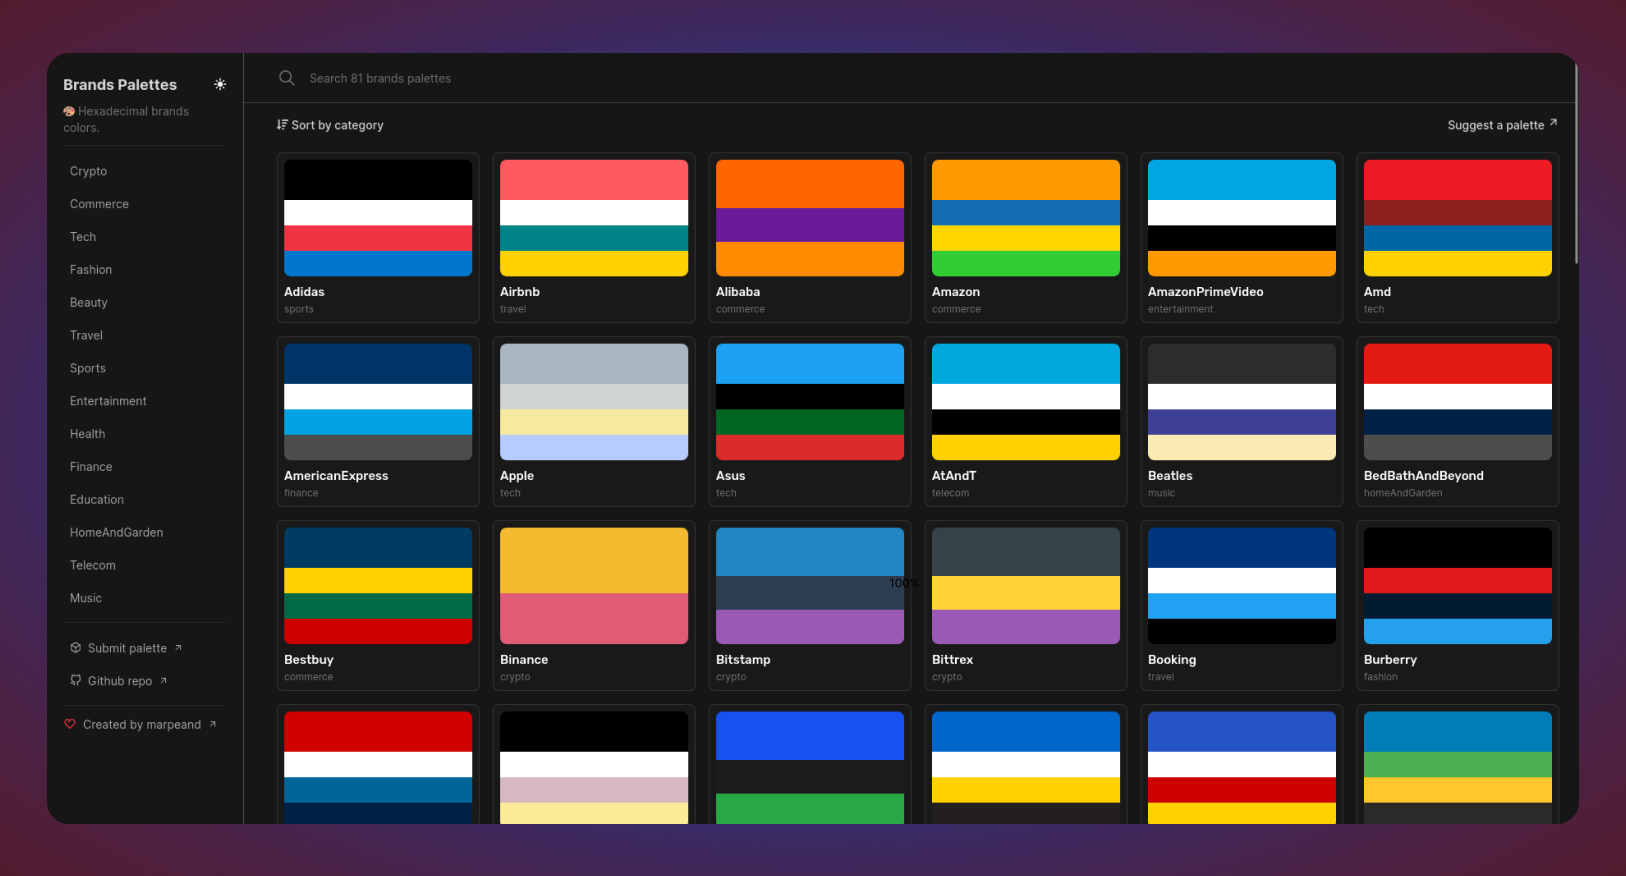 Brands Palettes
🎨 Hexadecimal brands
colors.
Crypto
Commerce
Tech
Fashion
Beauty
Travel
Sports
Entertainment
Health
Finance
Education
HomeAndGarden
Telecom
Music
Submit palette
Github repo
Created by marpeand
Search 81 brands palettes
Sort by category
Suggest a palette
Adidas
sports
Airbnb
travel
Alibaba
commerce
Amazon
commerce
AmazonPrimeVideo
entertainment
Amd
tech
AmericanExpress
finance
Apple
tech
Asus
tech
AtAndT
telecom
Beatles
music
BedBathAndBeyond
homeAndGarden
Bestbuy
commerce
Binance
crypto
Bitstamp
crypto
100%
Bittrex
crypto
Booking
travel
Burberry
fashion